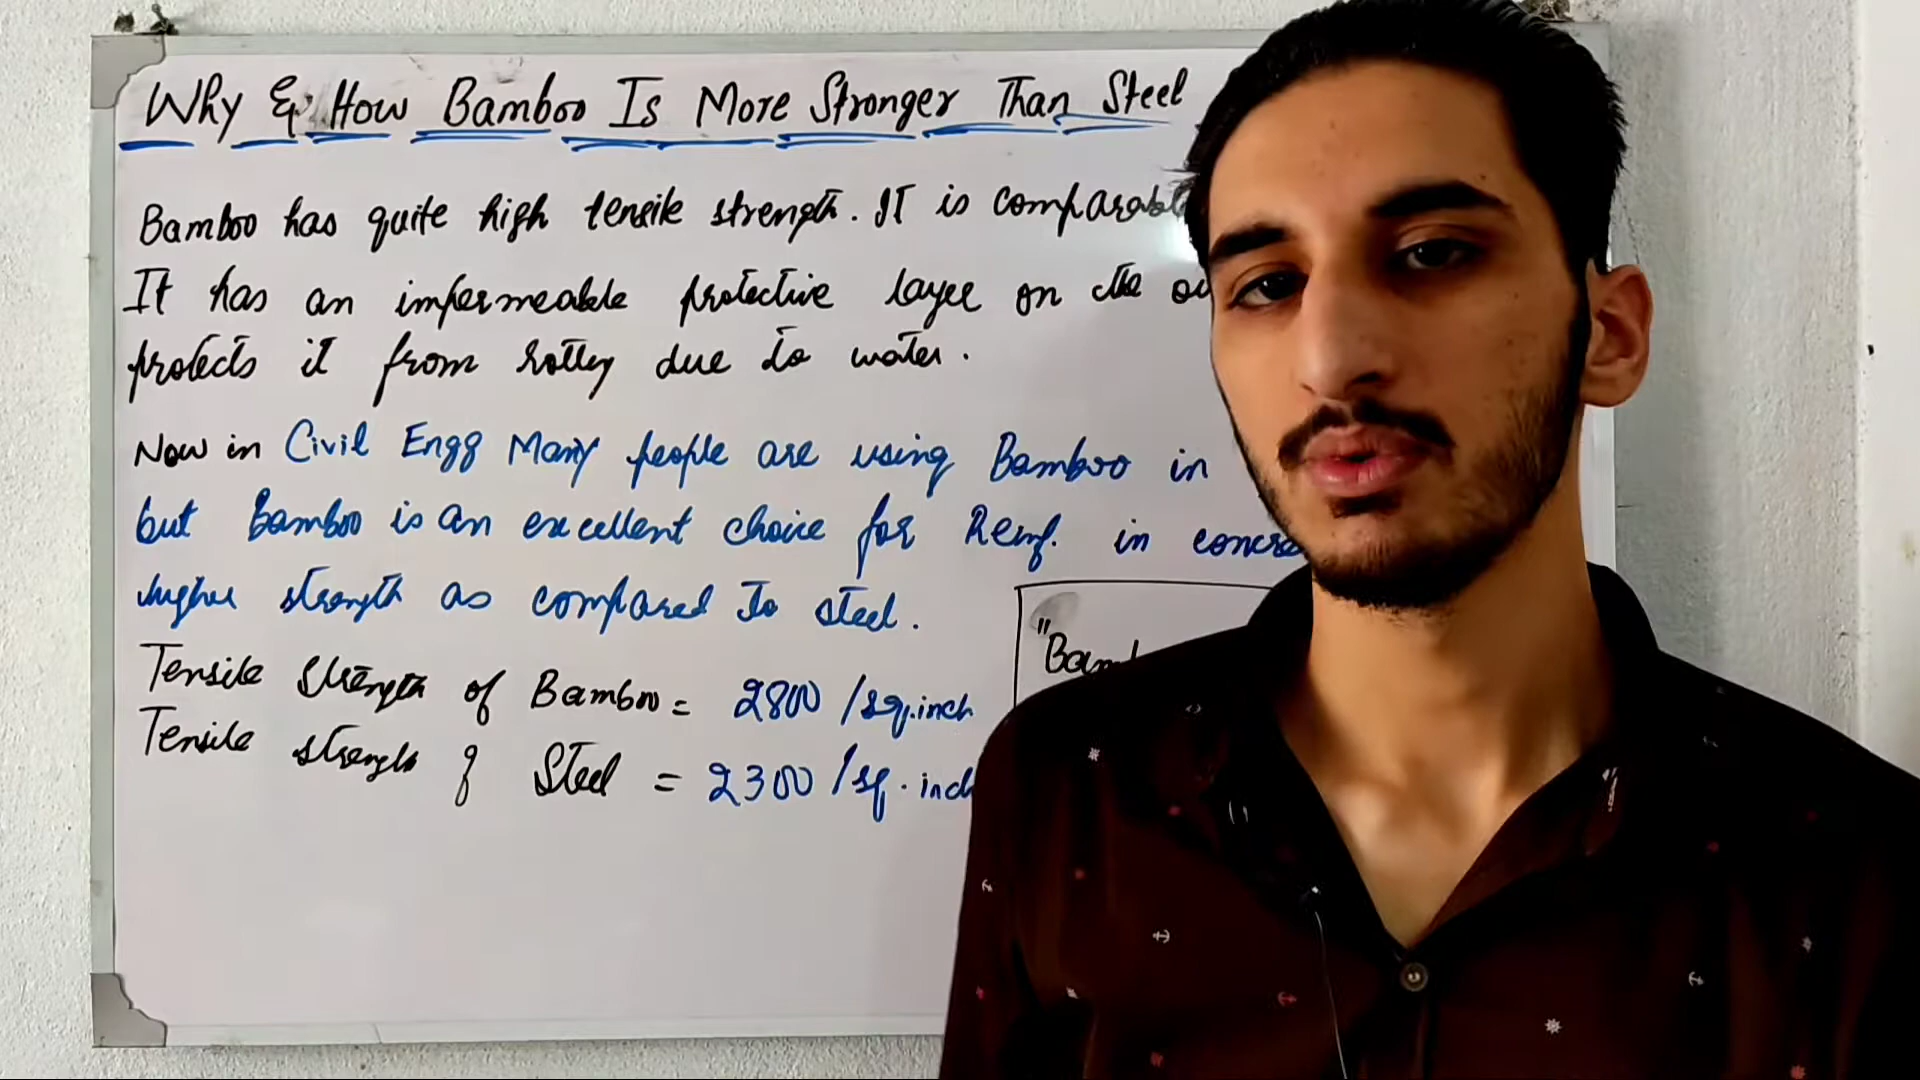 Why & How Bamboo Is More Stronger Than Steel
Bamboo has quite high tensile strength. It is comparabl
It has an impermeable protective layer on the ou
protects it from due to water.
Now in Civil Engg Many people are using Bamboo in
but Bamboo is an excellent choice for Reinf. in concre
higher strength as compared To steel.
"Bam
Tensile strength of Bamboo = 2800 /sq.inch
Tensile strength of Steel = 2300 /sq.inch